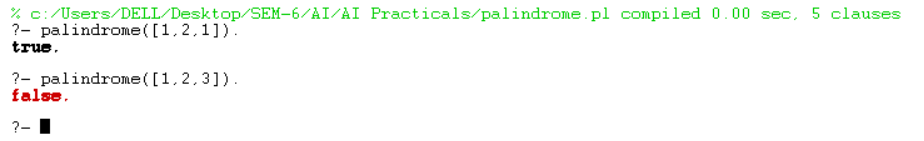 % c:/Users/DELL/Desktop/SEM-6/AI/AI Practicals/palindrome.pl compiled 0.00 sec, 5 clauses
?- palindrome([1,2,1]).
true.
?- palindrome([1,2,3]).
false.
?-